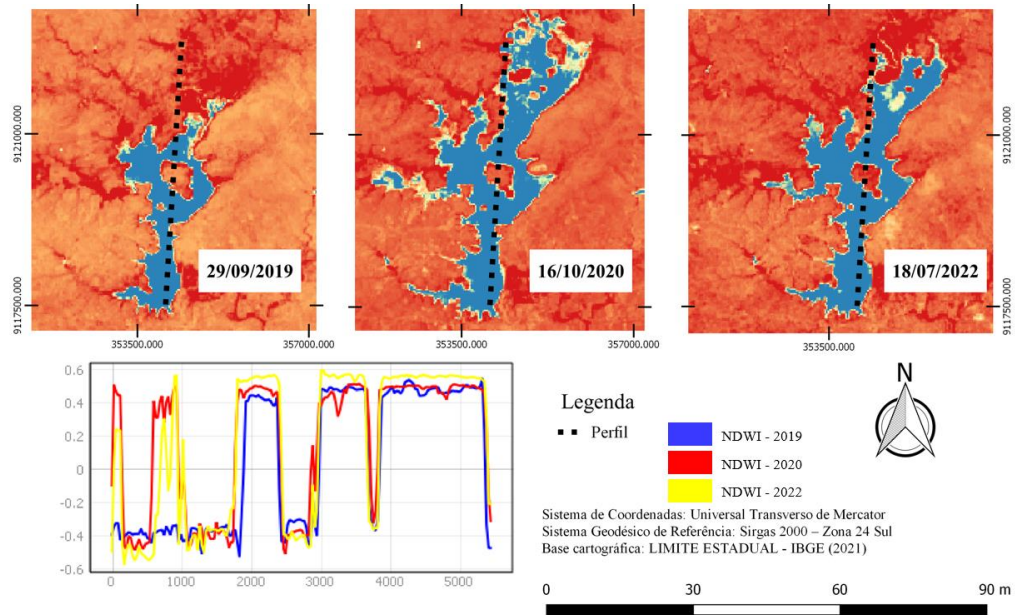 9121000.000
9117500.000
29/09/2019
16/10/2020
18/07/2022
9121000.000
9117500.000
353500.000
357000.000
353500.000
357000.000
353500.000
0.6
0.4
0.2
0
-0.2
-0.4
-0.6
0
1000
2000
3000
4000
5000
Legenda
Perfil
NDWI - 2019
NDWI - 2020
NDWI - 2022
N
Sistema de Coordenadas: Universal Transverso de Mercator
Sistema Geodésico de Referência: Sirgas 2000 – Zona 24 Sul
Base cartográfica: LIMITE ESTADUAL - IBGE (2021)
0 30 60 90 m